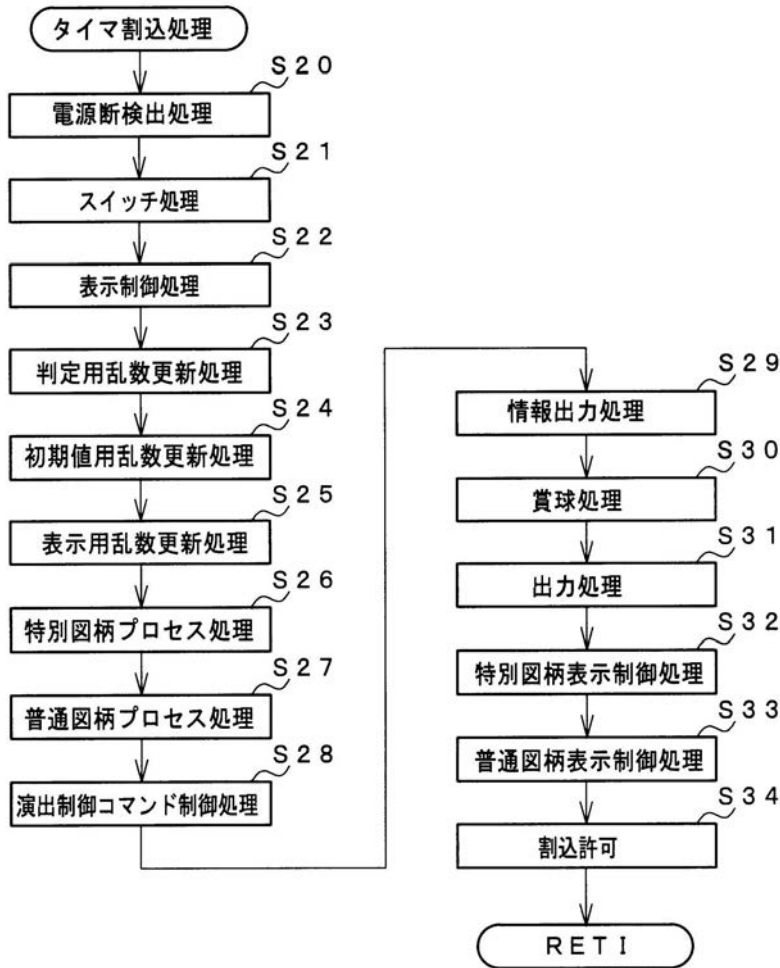 タイマ割込処理
S20
電源断検出処理
S21
スイッチ処理
S22
表示制御処理
S23
判定用乱数更新処理
S24
初期値用乱数更新処理
S25
表示用乱数更新処理
S26
特別図柄プロセス処理
S27
普通図柄プロセス処理
S28
演出制御コマンド制御処理
S29
情報出力処理
S30
賞球処理
S31
出力処理
S32
特別図柄表示制御処理
S33
普通図柄表示制御処理
S34
割込許可
RETI